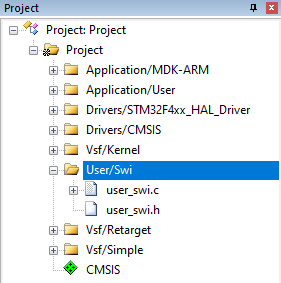 Project
Project: Project
Project
Application/MDK-ARM
Application/User
Drivers/STM32F4xx_HAL_Driver
Drivers/CMSIS
Vsf/Kernel
User/Swi
user_swi.c
user_swi.h
Vsf/Retarget
Vsf/Simple
CMSIS